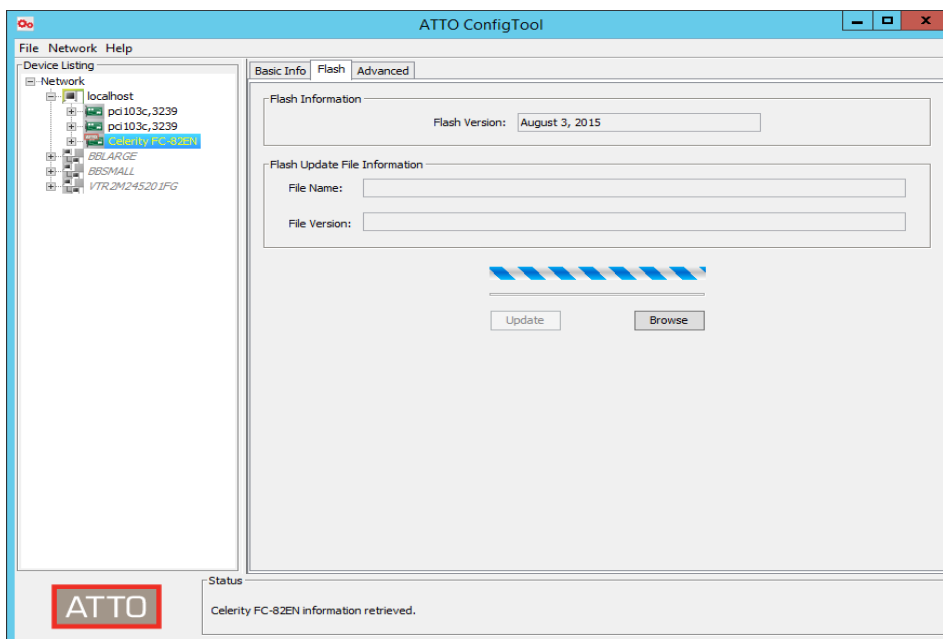 ATTO ConfigTool
File Network Help
Device Listing
Network
localhost
pci103c,3239
pci103c,3239
Celerity FC-82EN
BBLARGE
BBSMALL
VTR2M245201FG
Basic Info Flash Advanced
Flash Information
Flash Version: August 3, 2015
Flash Update File Information
File Name:
File Version:
Update Browse
ATTO
Status
Celerity FC-82EN information retrieved.